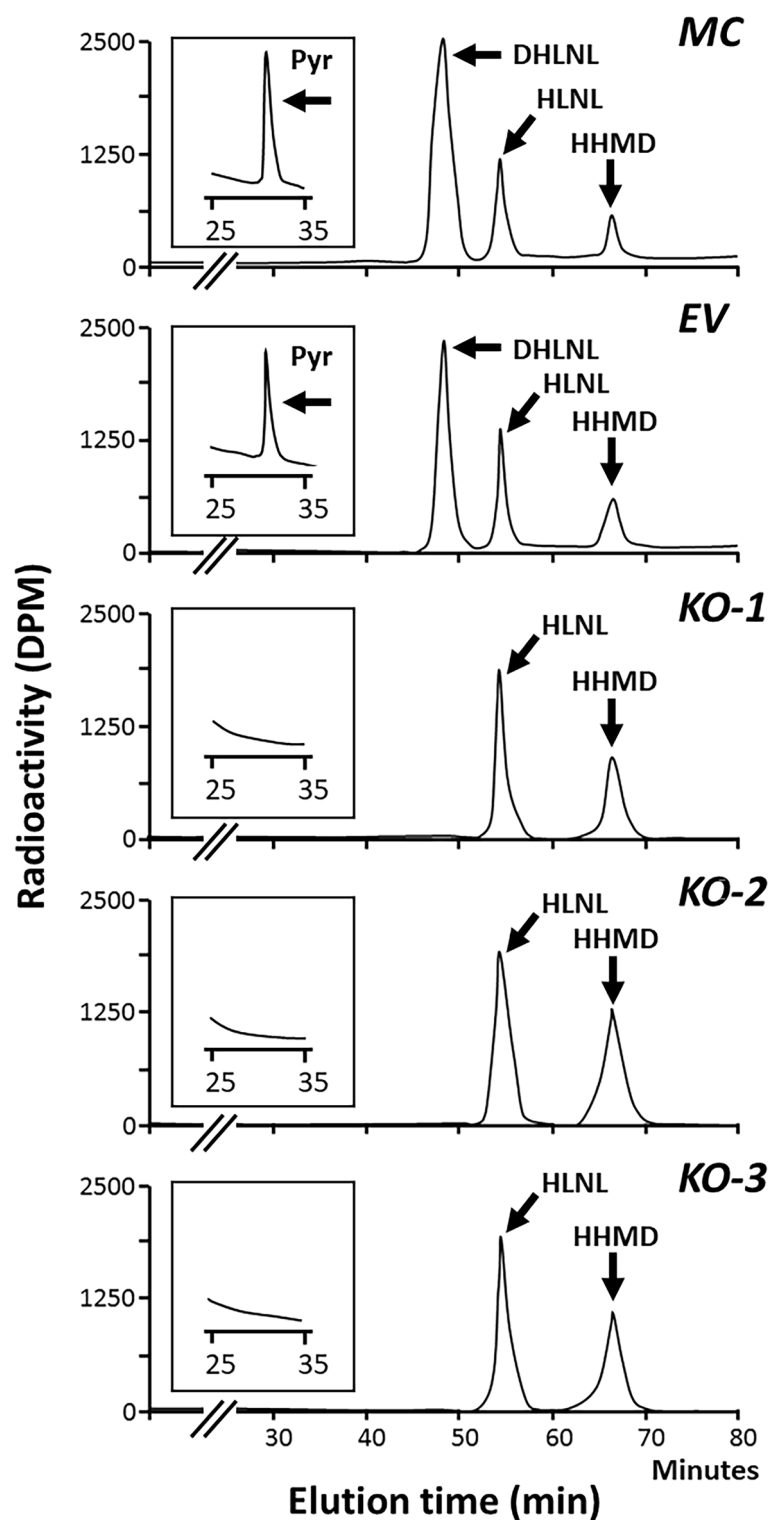 MC
2500
1250
0
Pyr
25 35
DHLNL
HLNL
HHMD
EV
2500
1250
0
Pyr
25 35
DHLNL
HLNL
HHMD
KO-1
2500
1250
0
25 35
HLNL
HHMD
KO-2
2500
1250
0
25 35
HLNL
HHMD
KO-3
2500
1250
0
25 35
HLNL
HHMD
30 40 50 60 70 80
Minutes
Elution time (min)
Radioactivity (DPM)